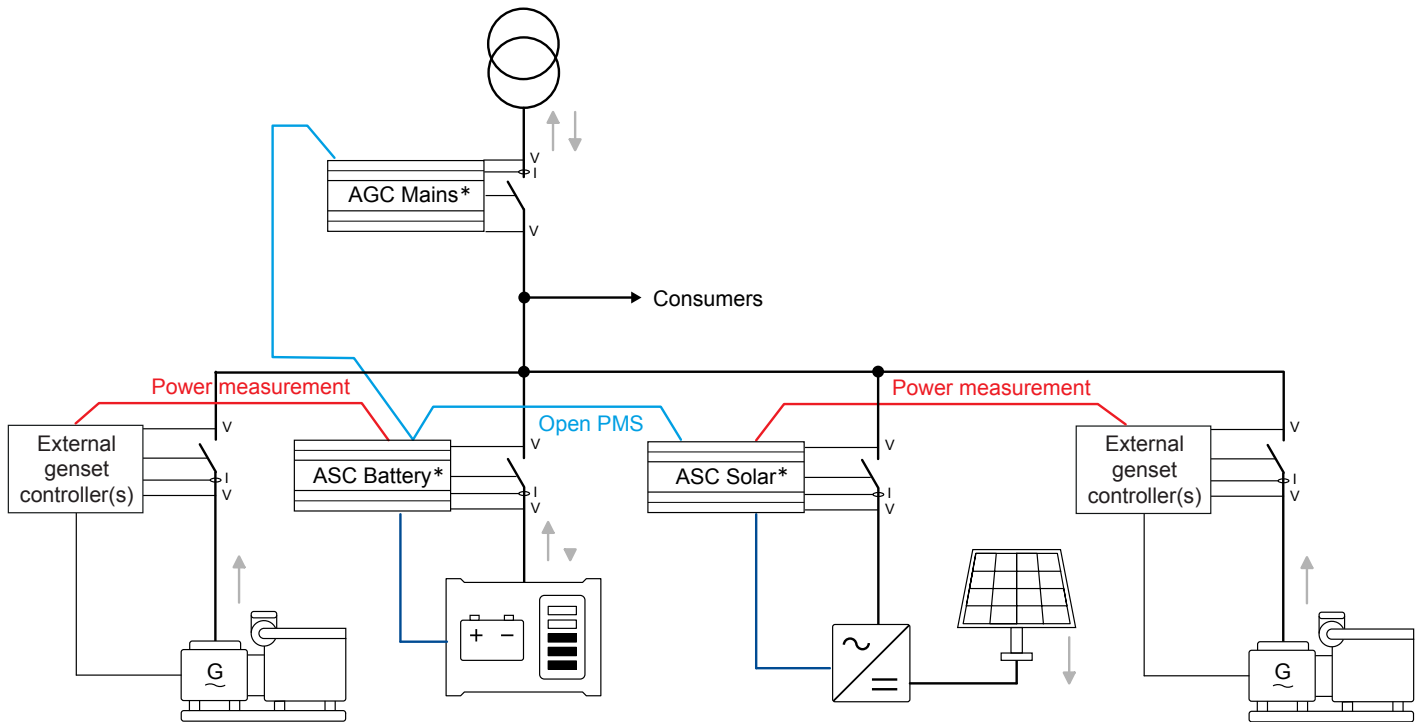 V
I
AGC Mains*
V
Consumers
Power measurement
Power measurement
Open PMS
V
External
genset
controller(s)
I
V
V
ASC Battery*
I
V
V
ASC Solar*
I
V
V
External
genset
controller(s)
I
V
+ −
G
~
~
=
G
~